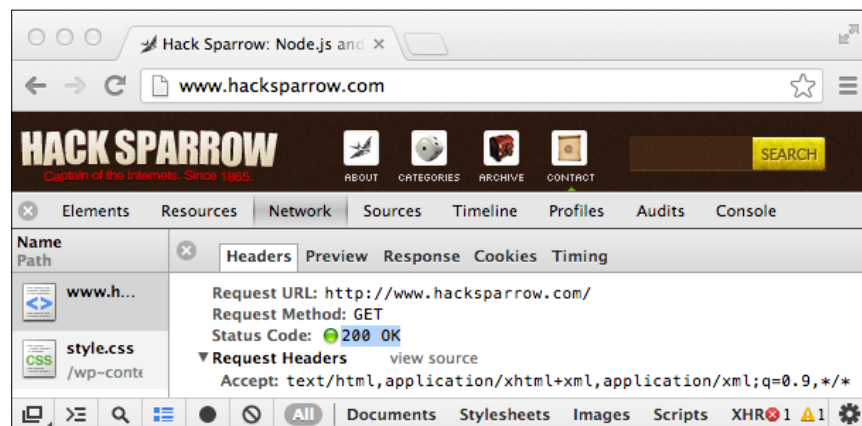 Hack Sparrow: Node.js and
www.hacksparrow.com
HACK SPARROW
Captain of the Internets. Since 1865.
ABOUT CATEGORIES ARCHIVE CONTACT
SEARCH
Elements Resources Network Sources Timeline Profiles Audits Console
Name
Path
Headers Preview Response Cookies Timing
www.h...
Request URL: http://www.hacksparrow.com/
Request Method: GET
Status Code: 200 OK
Request Headers view source
Accept: text/html,application/xhtml+xml,application/xml;q=0.9,*/*
CSS
style.css
/wp-conte
All Documents Stylesheets Images Scripts XHR 1 1